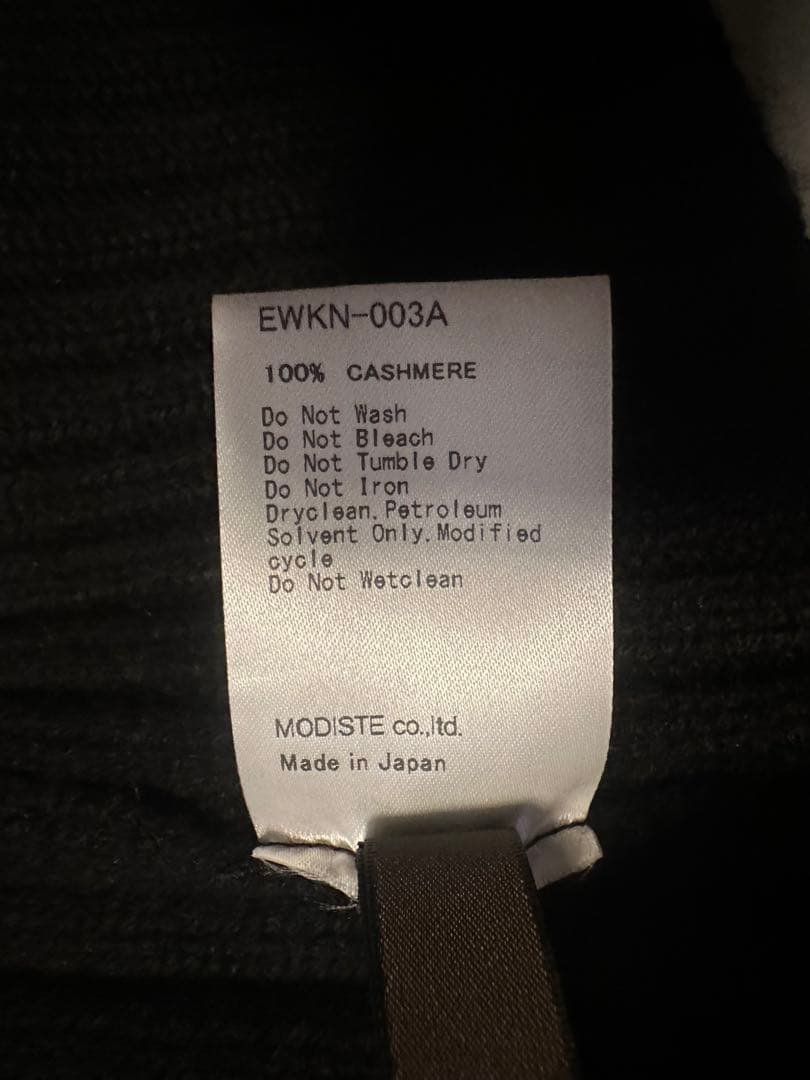 EWKN-003A
100% CASHMERE
Do Not Wash
Do Not Bleach
Do Not Tumble Dry
Do Not Iron
Dryclean.Petroleum
Solvent Only.Modified
cycle
Do Not Wetclean
MODISTE co.,ltd.
Made in Japan